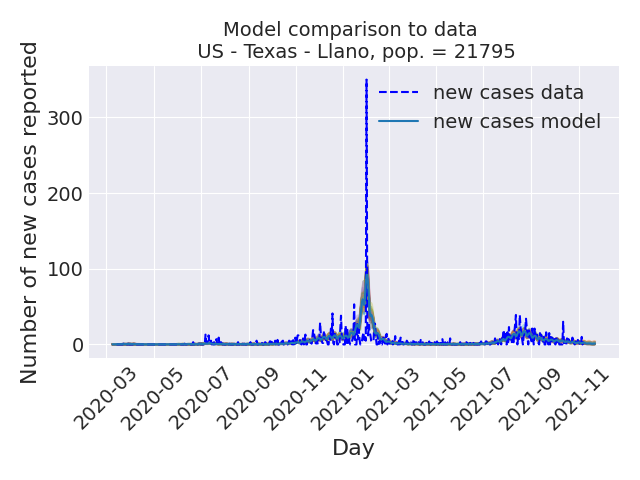 Model comparison to data
US - Texas - Llano, pop. = 21795
Number of new cases reported
300
200
100
0
new cases data
new cases model
2020-03
2020-05
2020-07
2020-09
2020-11
2021-01
2021-03
2021-05
2021-07
2021-09
2021-11
Day